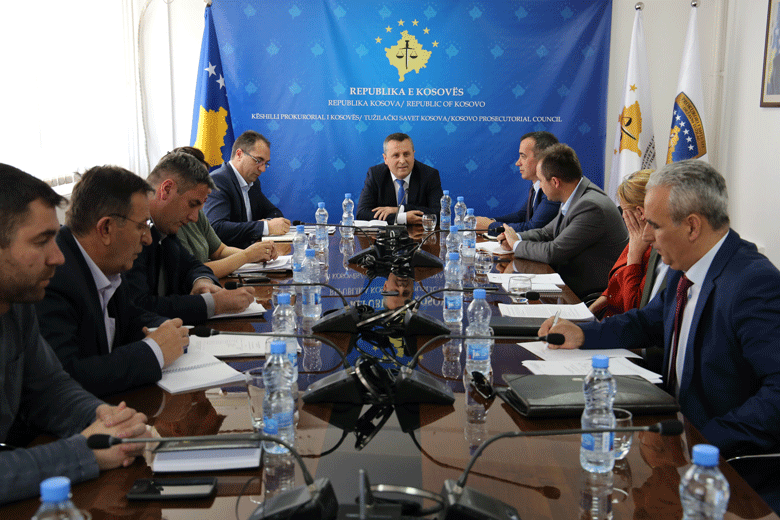 REPUBLIKA E KOSOVËS
REPUBLIKA KOSOVA/ REPUBLIC OF KOSOVO
KËSHILLI PROKURORIAL I KOSOVËS/ TUŽILAČKI SAVET KOSOVA/KOSOVO PROSECUTORIAL COUNCIL